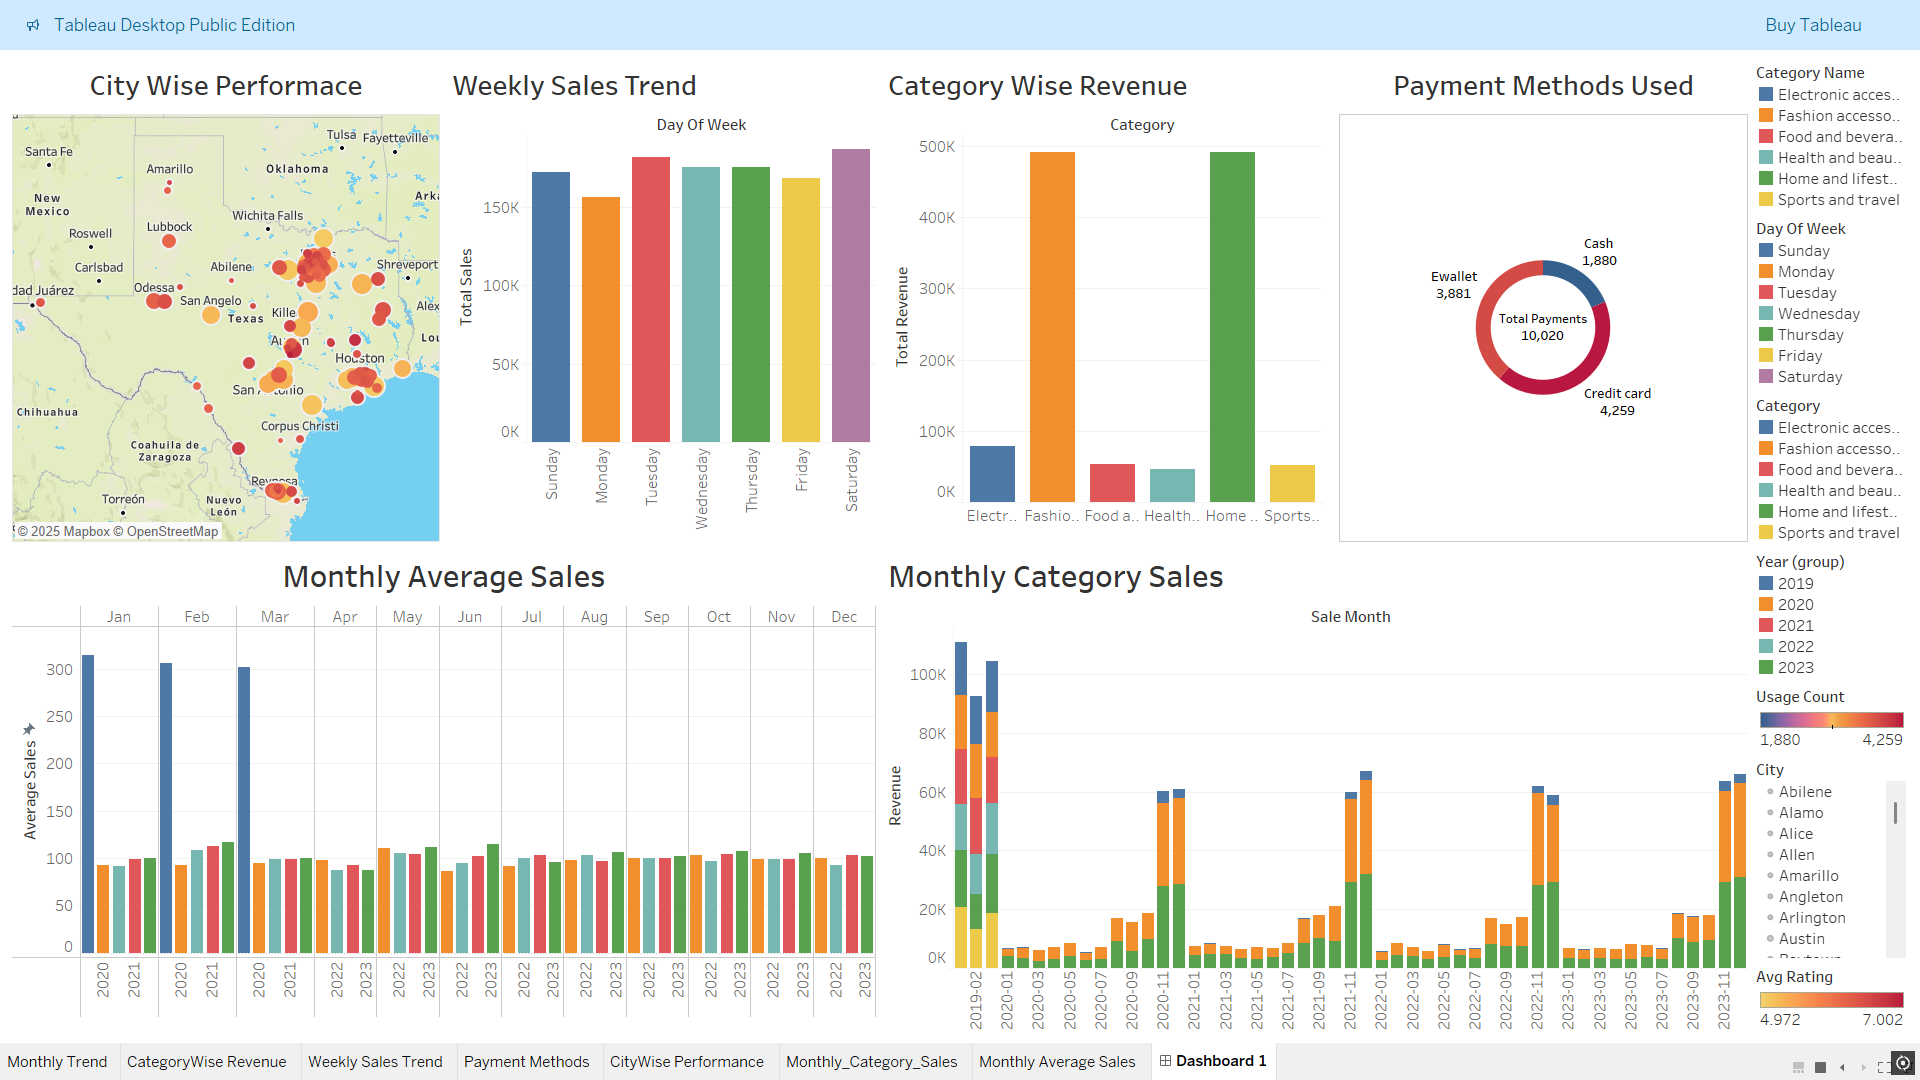 Tableau Desktop Public Edition
Buy Tableau
City Wise Performace
Weekly Sales Trend
Category Wise Revenue
Payment Methods Used
Tulsa
Fayetteville
Santa Fe
Amarillo
Oklahoma
New
Mexico
Arka
Wichita Falls
Lubbock
Roswell
Carlsbad
Abilene
Shreveport
dad Juárez
Odessa
San Angelo
Texas
Kille
Alex
Lou
Houston
Chihuahua
Corpus Christi
Coahuila de
Zaragoza
Reynosa
Torreón
Nuevo
León
© 2025 Mapbox © OpenStreetMap
Day Of Week
Total Sales
150K
100K
50K
0K
Sunday
Monday
Tuesday
Wednesday
Thursday
Friday
Saturday
Category
Total Revenue
500K
400K
300K
200K
100K
0K
Electr..
Fashio..
Food a..
Health..
Home ..
Sports..
Cash
1,880
Ewallet
3,881
Total Payments
10,020
Credit card
4,259
Category Name
Electronic acces..
Fashion accesso..
Food and bevera..
Health and beau..
Home and lifest..
Sports and travel
Day Of Week
Sunday
Monday
Tuesday
Wednesday
Thursday
Friday
Saturday
Category
Electronic acces..
Fashion accesso..
Food and bevera..
Health and beau..
Home and lifest..
Sports and travel
Year (group)
2019
2020
2021
2022
2023
Usage Count
1,880 4,259
City
Abilene
Alamo
Alice
Allen
Amarillo
Angleton
Arlington
Austin
Avg Rating
4.972 7.002
Monthly Average Sales
Jan Feb Mar Apr May Jun Jul Aug Sep Oct Nov Dec
Average Sales
300
250
200
150
100
50
0
2020 2021 2020 2021 2020 2021 2022 2023 2022 2023 2022 2023 2022 2023 2022 2023 2022 2023 2022 2023 2022 2023 2022 2023
Monthly Category Sales
Sale Month
Revenue
100K
80K
60K
40K
20K
0K
2019-02 2020-01 2020-03 2020-05 2020-07 2020-09 2020-11 2021-01 2021-03 2021-05 2021-07 2021-09 2021-11 2022-01 2022-03 2022-05 2022-07 2022-09 2022-11 2023-01 2023-03 2023-05 2023-07 2023-09 2023-11
Monthly Trend
CategoryWise Revenue
Weekly Sales Trend
Payment Methods
CityWise Performance
Monthly_Category_Sales
Monthly Average Sales
Dashboard 1